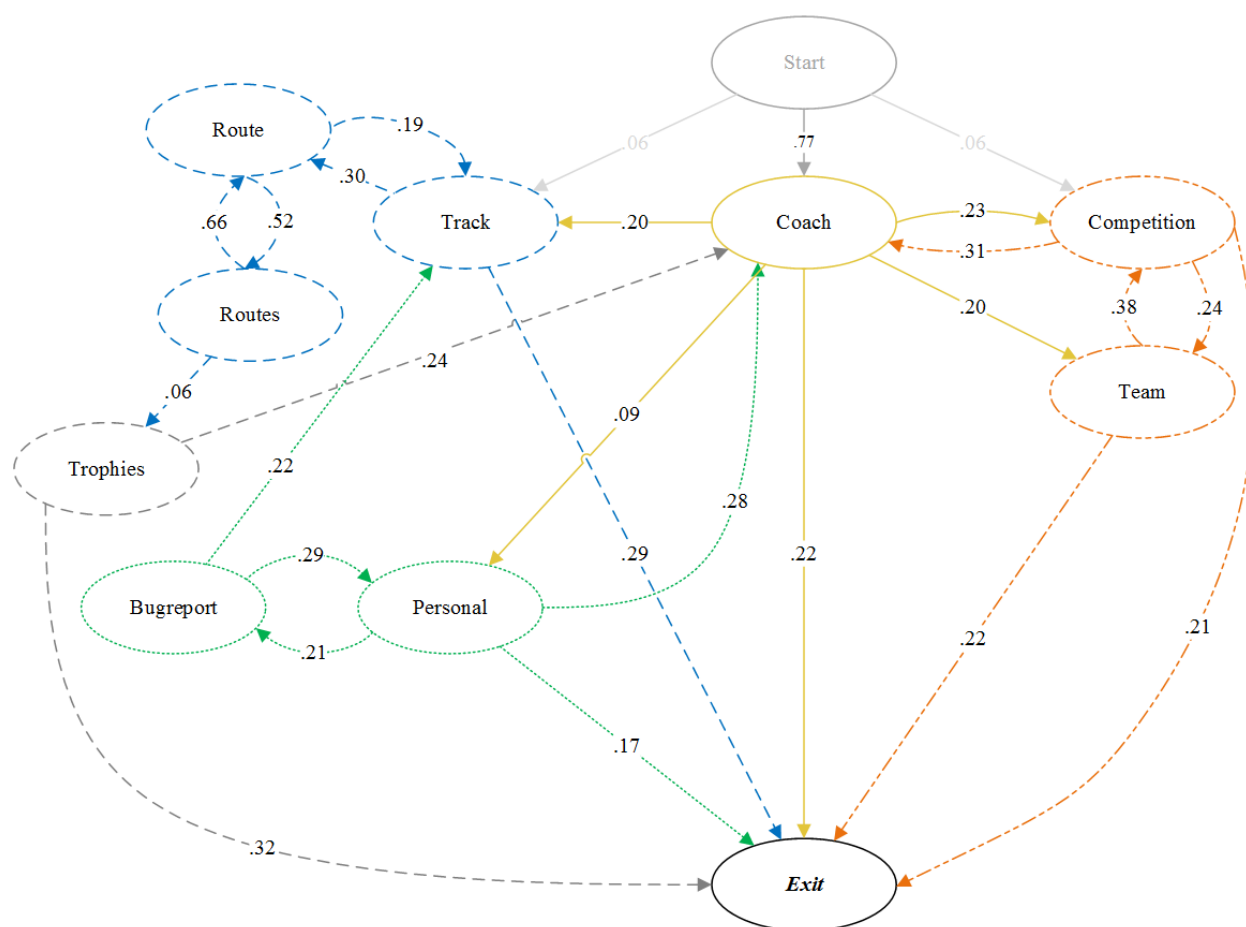 Start
Route
.19
.06
.77
.06
.30
Track
.20
Coach
.23
Competition
.31
.66
.52
Routes
.20
.38
.24
.24
Team
.06
.09
Trophies
.22
.28
.29
.29
.22
Bugreport
Personal
.21
.22
.21
.17
.32
Exit